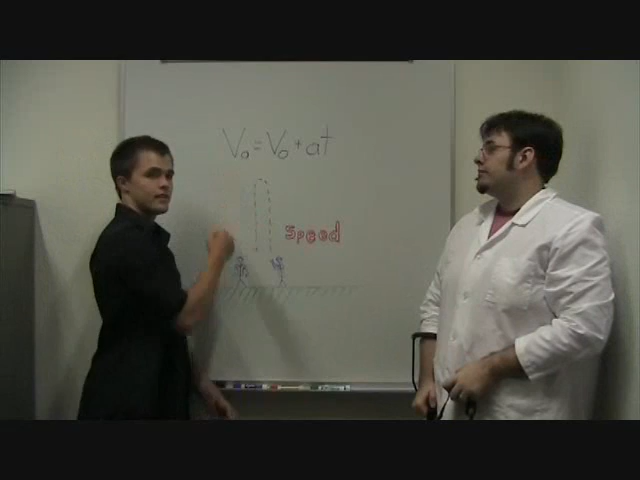 Vo = Vo + at
Speed